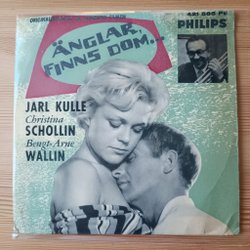 ÄNGLAR,
FINNS DOM...
PHILIPS
JARL KULLE
Christina
SCHOLLIN
Bengt-Arne
WALLIN